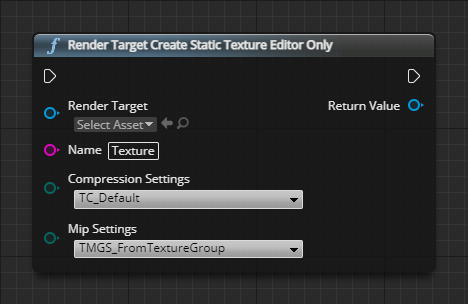 f Render Target Create Static Texture Editor Only
Render Target
Return Value
Select Asset
Name Texture
Compression Settings
TC_Default
Mip Settings
TMGS_FromTextureGroup